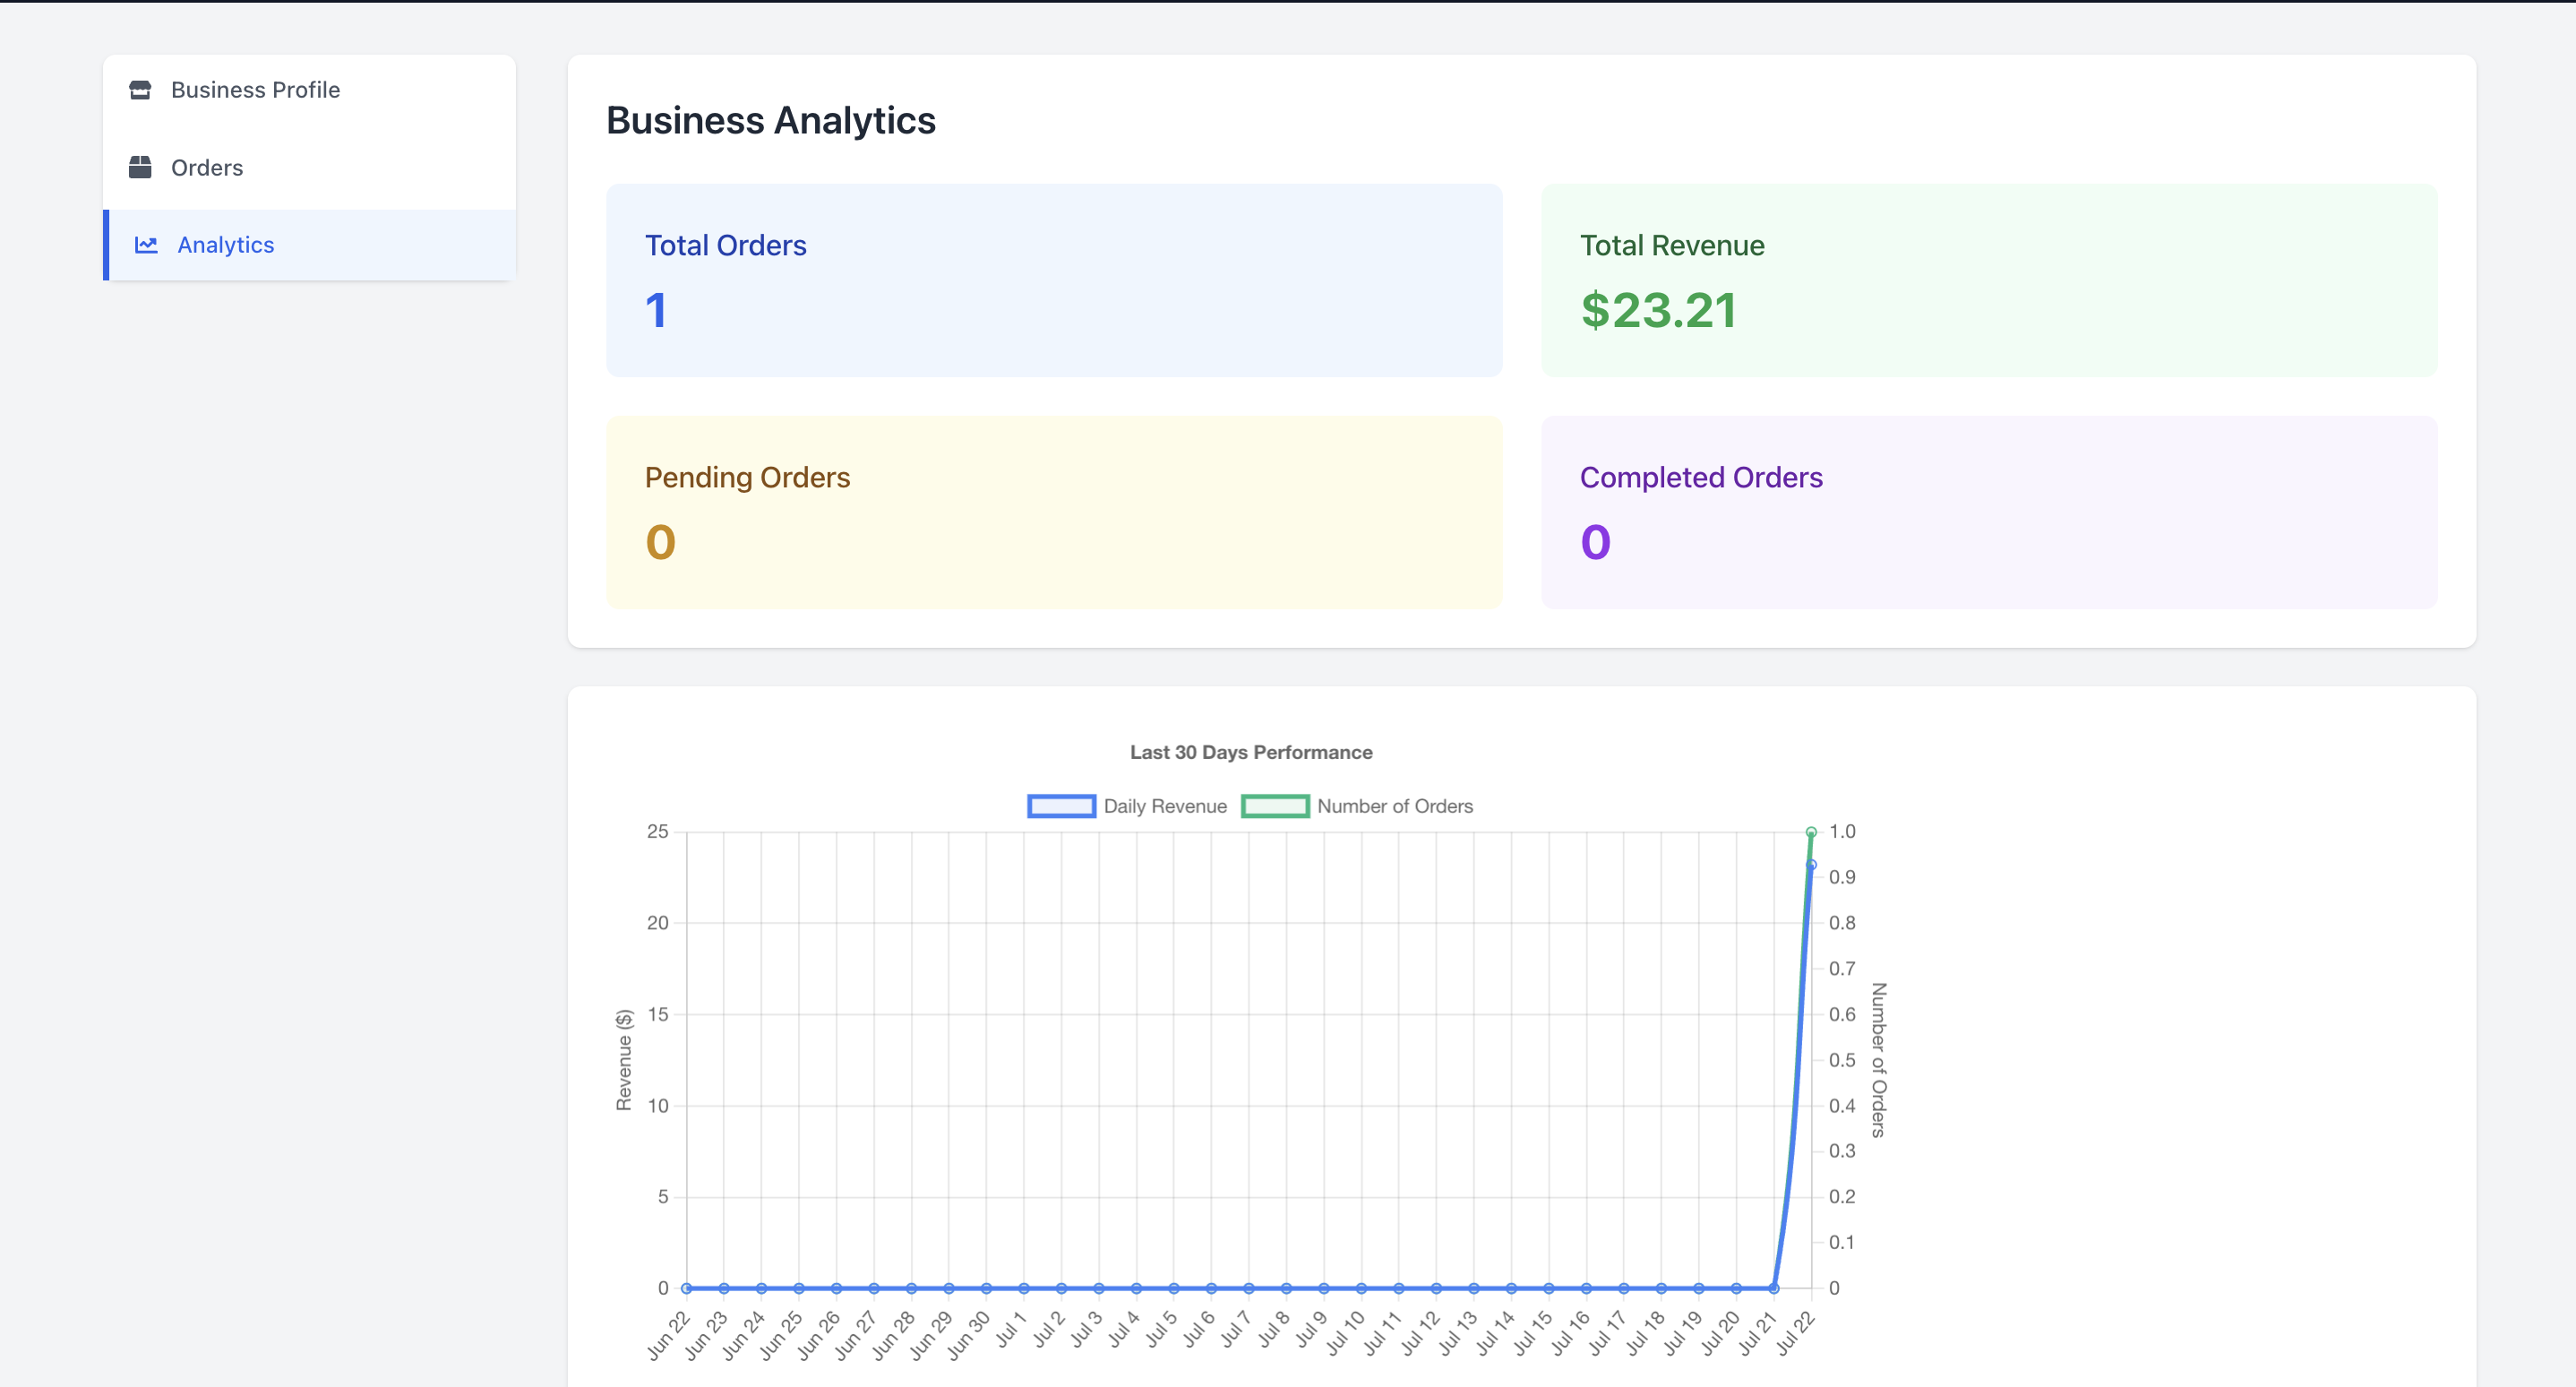 Business Profile
Orders
Analytics
Business Analytics
Total Orders
1
Total Revenue
$23.21
Pending Orders
0
Completed Orders
0
Last 30 Days Performance
Daily Revenue
Number of Orders
25
20
15
10
5
0
Revenue ($)
1.0
0.9
0.8
0.7
0.6
0.5
0.4
0.3
0.2
0.1
0
Number of Orders
Jun 22
Jun 23
Jun 24
Jun 25
Jun 26
Jun 27
Jun 28
Jun 29
Jun 30
Jul 1
Jul 2
Jul 3
Jul 4
Jul 5
Jul 6
Jul 7
Jul 8
Jul 9
Jul 10
Jul 11
Jul 12
Jul 13
Jul 14
Jul 15
Jul 16
Jul 17
Jul 18
Jul 19
Jul 20
Jul 21
Jul 22